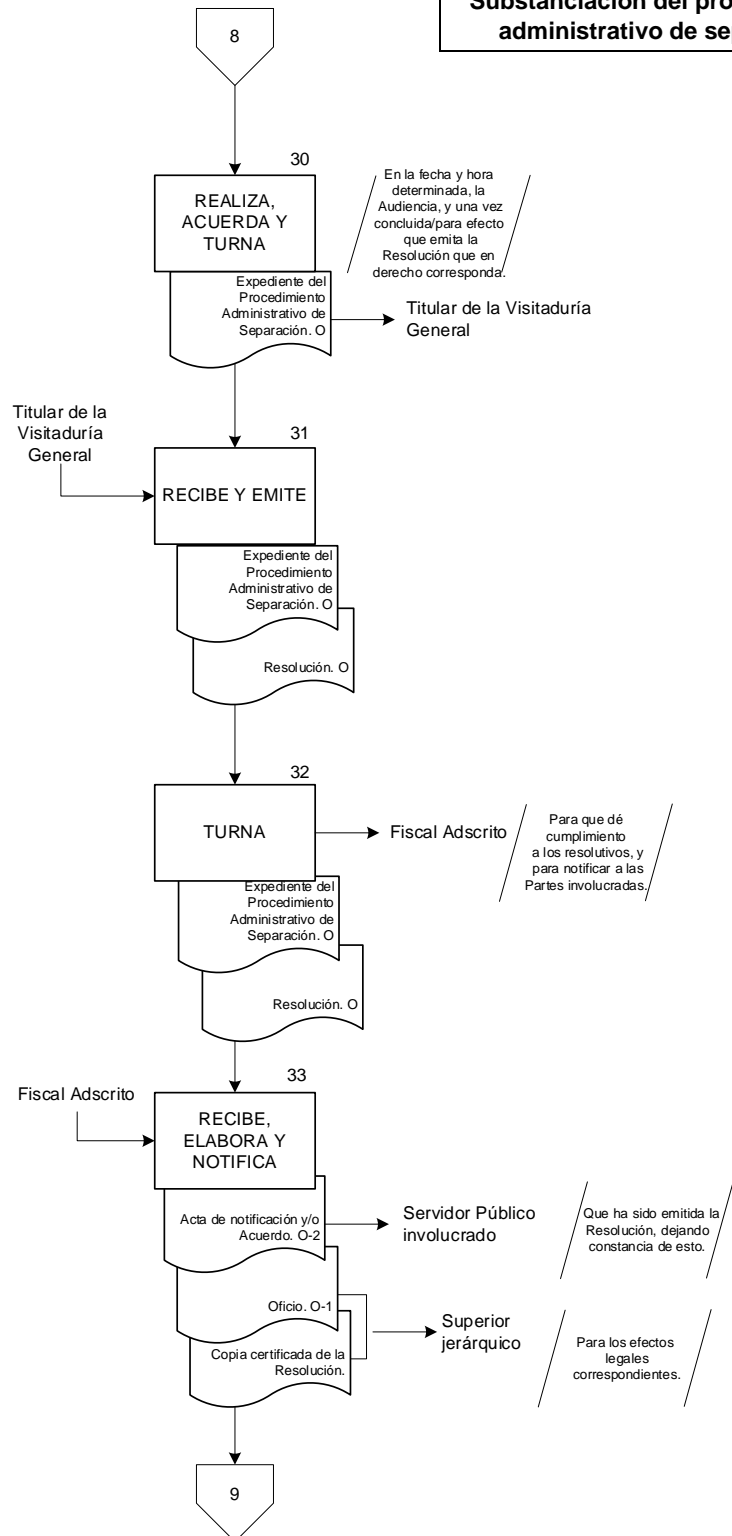 Substanciación del pro
administrativo de se
8
30
REALIZA,
ACUERDA Y
TURNA
En la fecha y hora
determinada, la
Audiencia, y una vez
concluida/para efecto
que emita la
Resolución que en
derecho corresponda.
Expediente del
Procedimiento
Administrativo de
Separación. O
Titular de la Visitaduría
General
Titular de la
Visitaduría
General
31
RECIBE Y EMITE
Expediente del
Procedimiento
Administrativo de
Separación. O
Resolución. O
32
TURNA
Fiscal Adscrito
Para que dé
cumplimiento
a los resolutivos, y
para notificar a las
Partes involucradas.
Expediente del
Procedimiento
Administrativo de
Separación. O
Resolución. O
33
Fiscal Adscrito
RECIBE,
ELABORA Y
NOTIFICA
Acta de notificación y/o
Acuerdo. O-2
Servidor Público
involucrado
Que ha sido emitida la
Resolución, dejando
constancia de esto.
Oficio. O-1
Copia certificada de la
Resolución.
Superior
jerárquico
Para los efectos
legales
correspondientes.
9